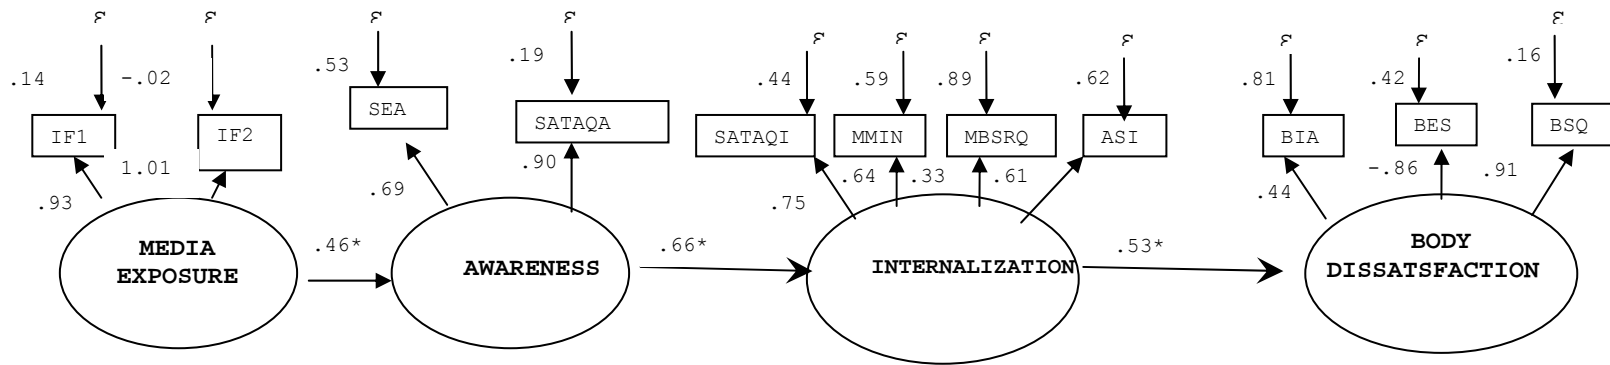 ε ε ε ε ε ε ε ε ε ε ε
.14 -.02 .53 .19 .44 .59 .89 .62 .81 .42 .16
IF1 IF2 SEA SATAQA SATAQI MMIN MBSRQ ASI BIA BES BSQ
.93 1.01 .69 .90 .75 .64 .33 .61 .44 -.86 .91
MEDIA
EXPOSURE
.46*
AWARENESS
.66*
INTERNALIZATION
.53*
BODY
DISSATSFACTION